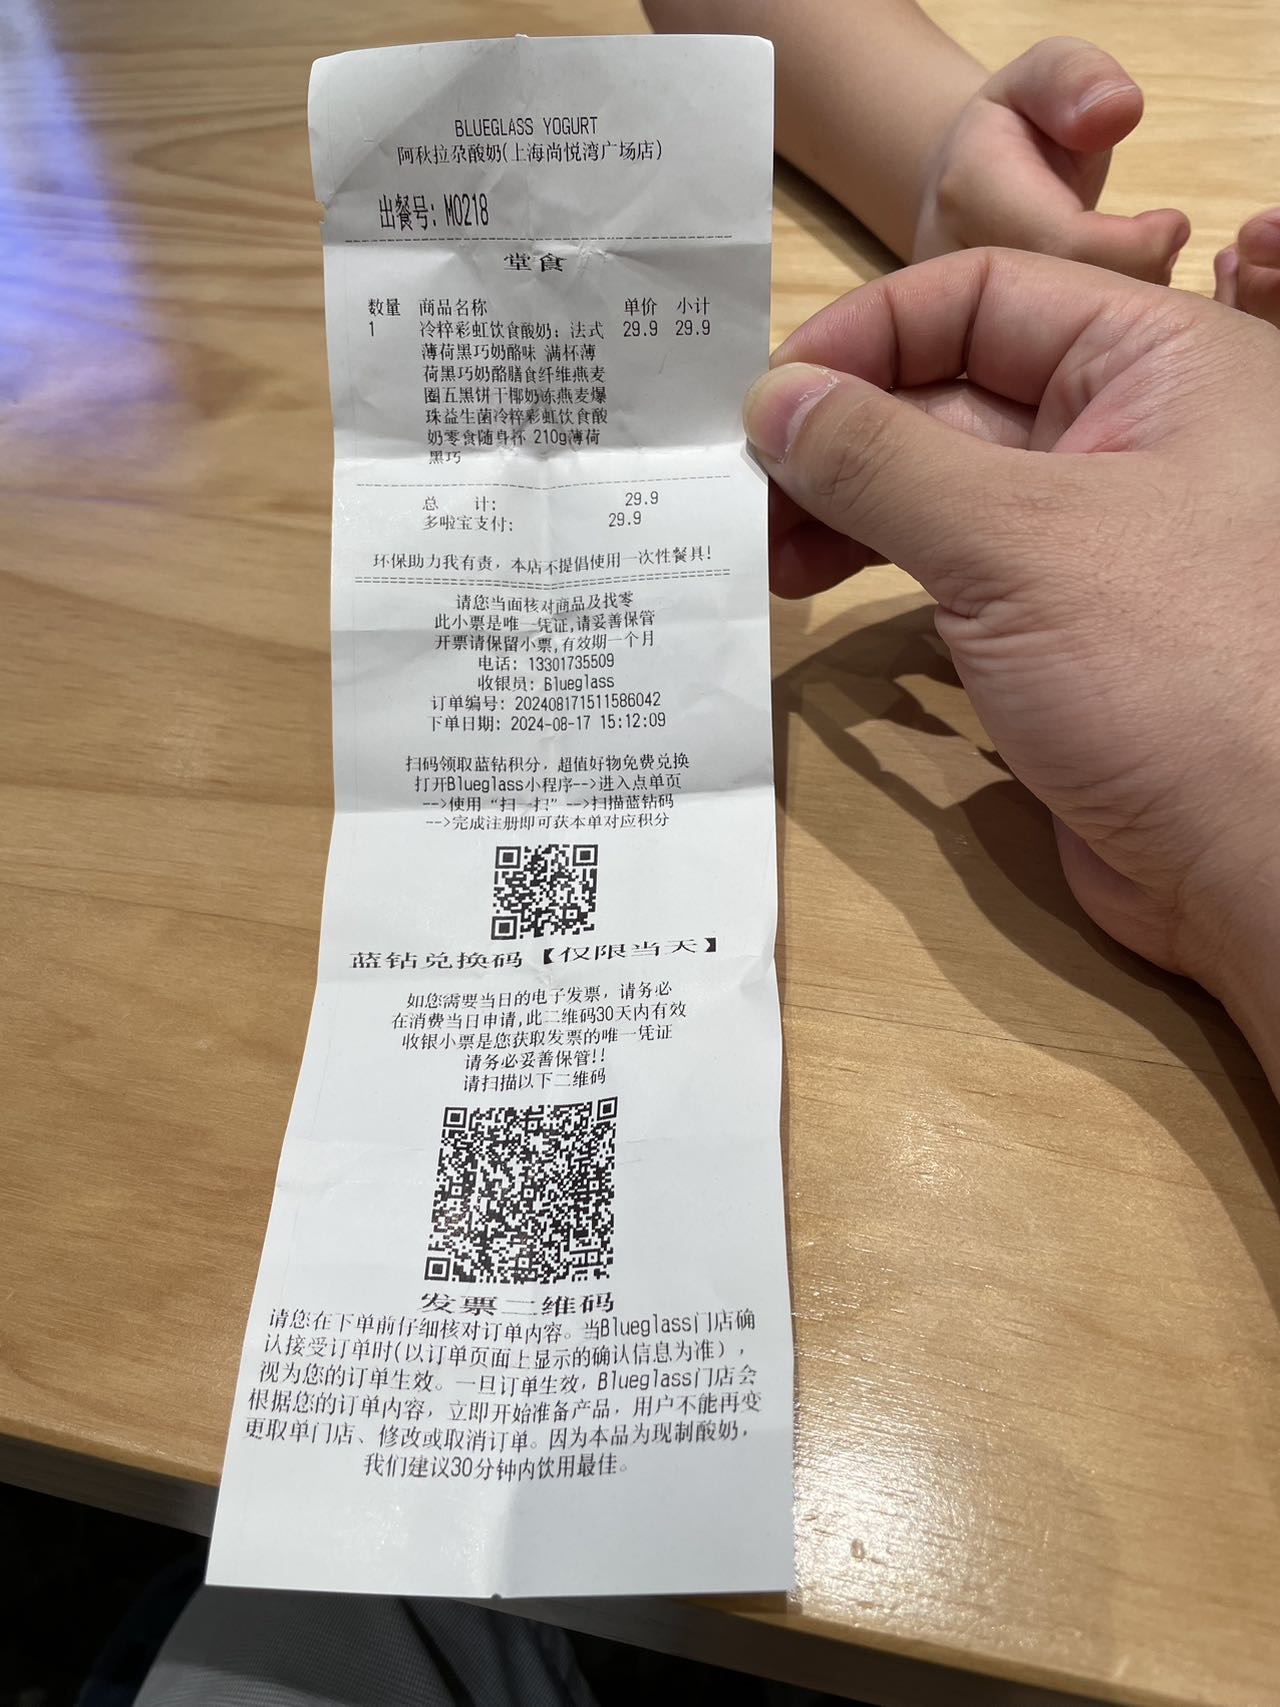 BLUEGLASS YOGURT
阿秋拉尕酸奶(上海尚悦湾广场店)
出餐号: M0218
堂食
数量 商品名称 单价 小计
1 冷粹彩虹饮食酸奶: 法式 29.9 29.9
薄荷黑巧奶酪味 满杯薄
荷黑巧奶酪膳食纤维燕麦
圈五黑饼干椰奶冻燕麦爆
珠益生菌冷粹彩虹饮食酸
奶零食随身杯 210g薄荷
黑巧
总 计: 29.9
多啦宝支付: 29.9
环保助力我有责，本店不提倡使用一次性餐具!
请您当面核对商品及找零
此小票是唯一凭证,请妥善保管
开票请保留小票,有效期一个月
电话: 13301735509
收银员: Blueglass
订单编号: 202408171511586042
下单日期: 2024-08-17 15:12:09
扫码领取蓝钻积分，超值好物免费兑换
打开Blueglass小程序-->进入点单页
-->使用“扫一扫”-->扫描蓝钻码
-->完成注册即可获本单对应积分
蓝钻兑换码【仅限当天】
如您需要当日的电子发票，请务必
在消费当日申请,此二维码30天内有效
收银小票是您获取发票的唯一凭证
请务必妥善保管!!
请扫描以下二维码
发票二维码
请您在下单前仔细核对订单内容。当Blueglass门店确
认接受订单时(以订单页面上显示的确认信息为准)，
视为您的订单生效。一旦订单生效，Blueglass门店会
根据您的订单内容，立即开始准备产品，用户不能再变
更取单门店、修改或取消订单。因为本品为现制酸奶，
我们建议30分钟内饮用最佳。